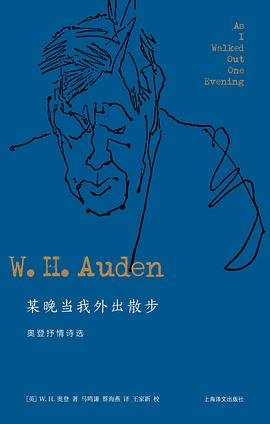 As
I
Walked
Out
One
Evening
W. H. Auden
某晚当我外出散步
奥登抒情诗选
[英] W. H. 奥登 著 马鸣谦 蔡海燕 译 王家新 校
上海译文出版社